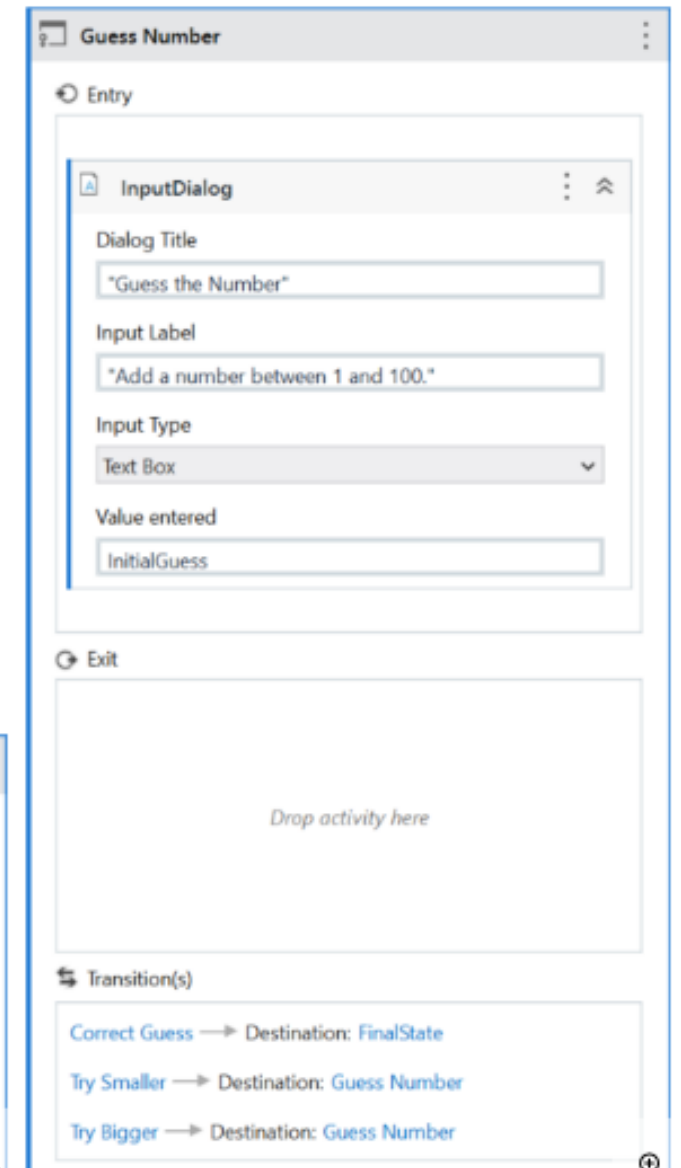 Guess Number
Entry
InputDialog
Dialog Title
"Guess the Number"
Input Label
"Add a number between 1 and 100."
Input Type
Text Box
Value entered
InitialGuess
Exit
Drop activity here
Transition(s)
Correct Guess Destination: FinalState
Try Smaller Destination: Guess Number
Try Bigger Destination: Guess Number